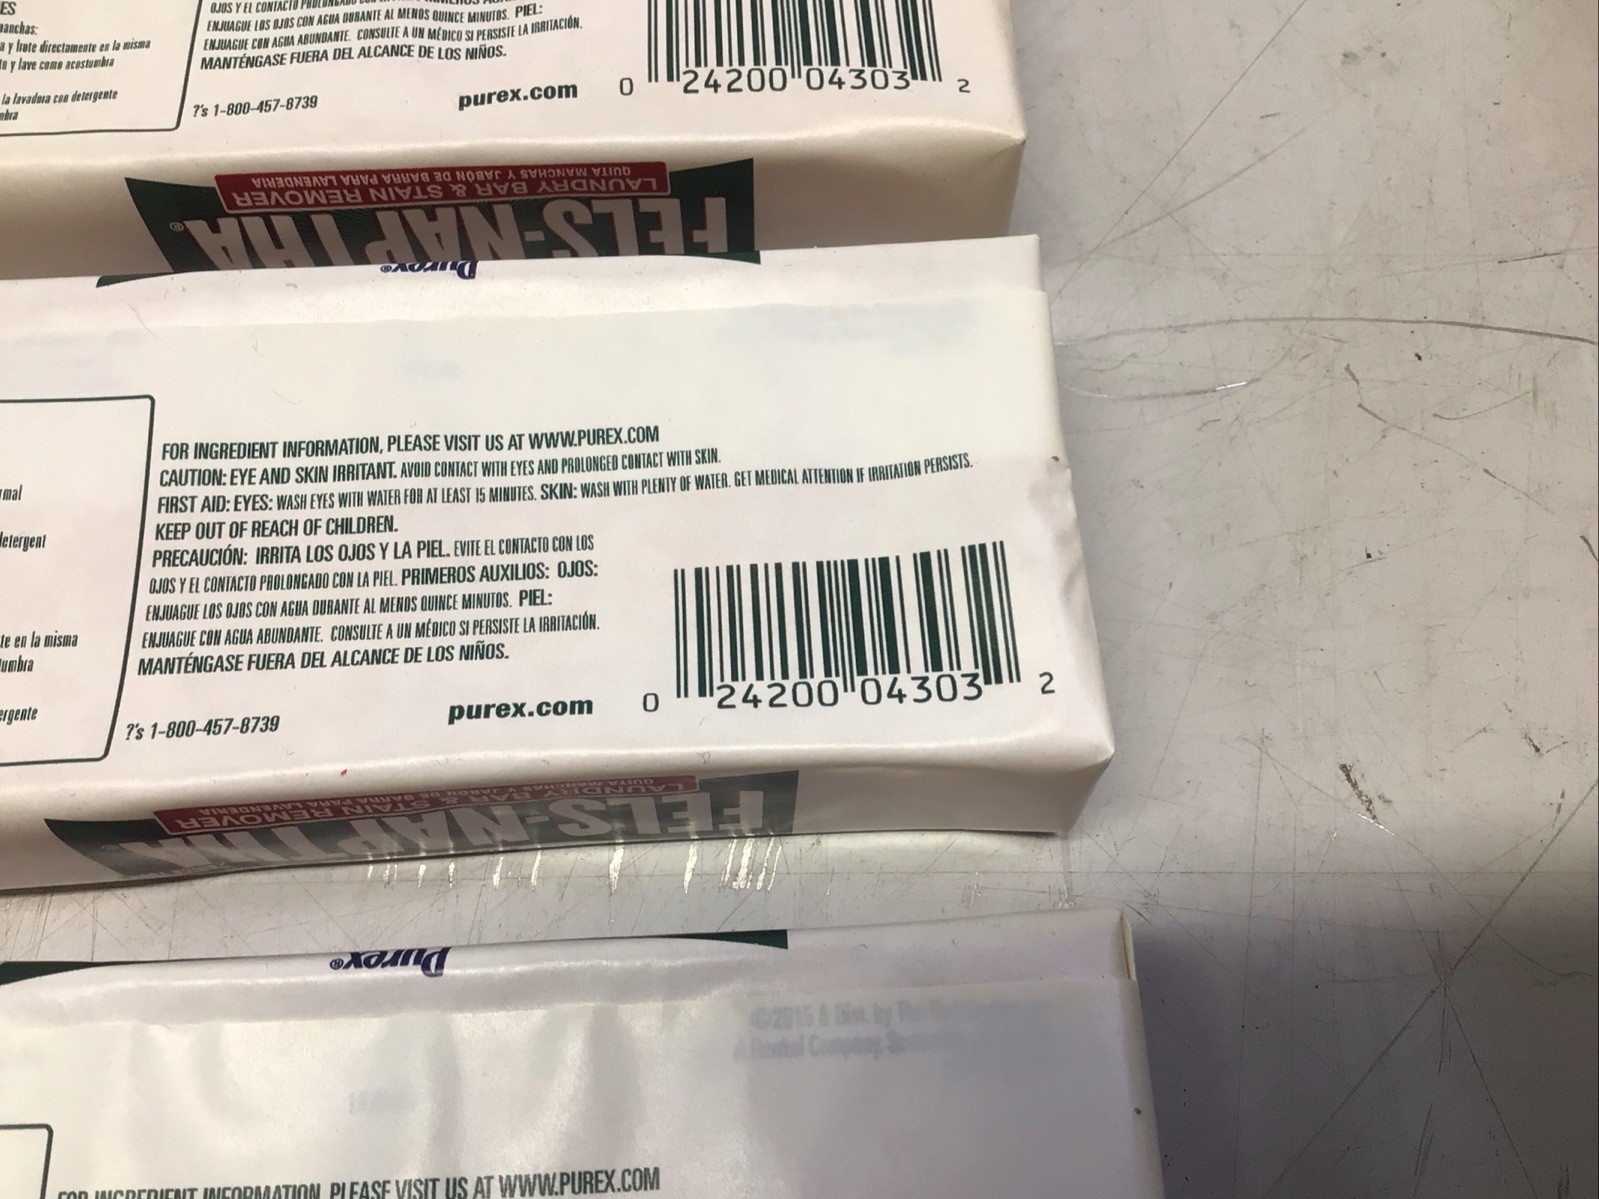 ES
manchas:
a y frote directamente en la misma
to y lave como acostumbra
la lavadora con detergente
mbra
OJOS Y EL CONTACTO PROLONGADO
ENJUAGUE LOS OJOS CON AGUA DURANTE AL MENOS QUINCE MINUTOS. PIEL:
ENJUAGUE CON AGUA ABUNDANTE. CONSULTE A UN MÉDICO SI PERSISTE LA IRRITACIÓN.
MANTÉNGASE FUERA DEL ALCANCE DE LOS NIÑOS.
?'s 1-800-457-8739
purex.com
0 24200 04303 2
FELS-NAPTHA®
LAUNDRY BAR & STAIN REMOVER
QUITA MANCHAS Y JABÓN DE BARRA PARA LAVENDERIA
Purex®
rmal
detergent
te en la misma
umbra
ergente
FOR INGREDIENT INFORMATION, PLEASE VISIT US AT WWW.PUREX.COM
CAUTION: EYE AND SKIN IRRITANT. AVOID CONTACT WITH EYES AND PROLONGED CONTACT WITH SKIN.
FIRST AID: EYES: WASH EYES WITH WATER FOR AT LEAST 15 MINUTES. SKIN: WASH WITH PLENTY OF WATER. GET MEDICAL ATTENTION IF IRRITATION PERSISTS.
KEEP OUT OF REACH OF CHILDREN.
PRECAUCIÓN: IRRITA LOS OJOS Y LA PIEL. EVITE EL CONTACTO CON LOS
OJOS Y EL CONTACTO PROLONGADO CON LA PIEL. PRIMEROS AUXILIOS: OJOS:
ENJUAGUE LOS OJOS CON AGUA DURANTE AL MENOS QUINCE MINUTOS. PIEL:
ENJUAGUE CON AGUA ABUNDANTE. CONSULTE A UN MÉDICO SI PERSISTE LA IRRITACIÓN.
MANTÉNGASE FUERA DEL ALCANCE DE LOS NIÑOS.
?'s 1-800-457-8739
purex.com
0 24200 04303 2
FELS-NAPTHA
LAUNDRY BAR & STAIN REMOVER
QUITA MANCHAS Y JABÓN DE BARRA PARA LAVENDERIA
Purex®
©2016 & Dist. by The
A Henkel Company
FOR INGREDIENT INFORMATION, PLEASE VISIT US AT WWW.PUREX.COM